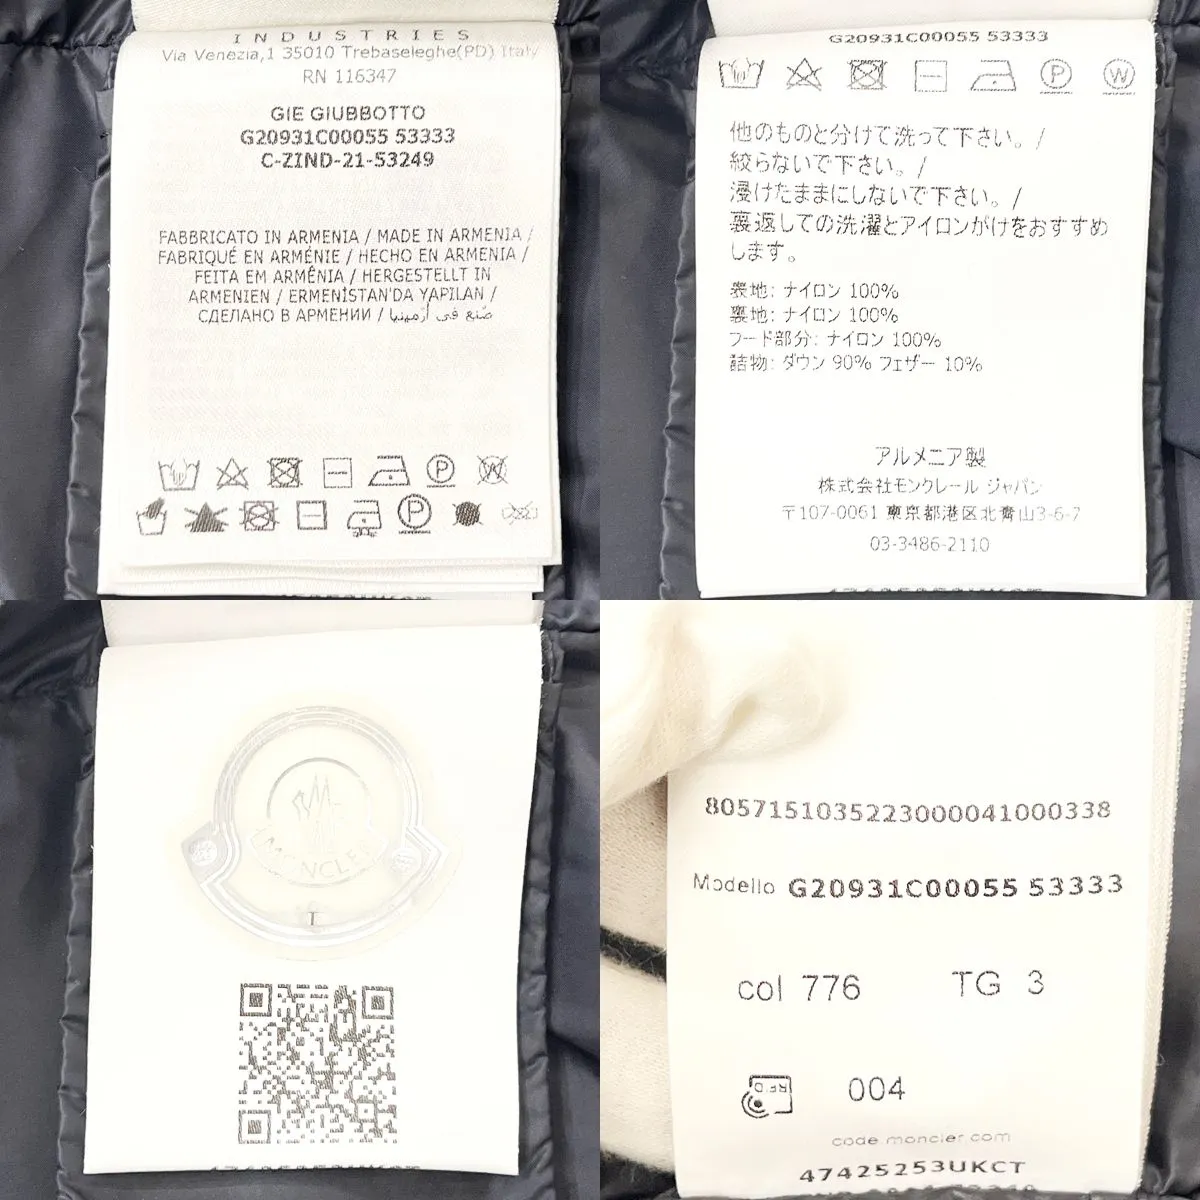 INDUSTRIES
Via Venezia,1 35010 Trebaseleghe(PD) Italy
RN 116347
GIE GIUBBOTTO
G20931C00055 53333
C-ZIND-21-53249
FABBRICATO IN ARMENIA / MADE IN ARMENIA /
FABRIQUÉ EN ARMÉNIE / HECHO EN ARMENIA /
FEITA EM ARMÊNIA / HERGESTELLT IN
ARMENIEN / ERMENİSTAN'DA YAPILAN /
СДЕЛАНО В АРМЕНИИ / صنع في أرمينيا
P
W
P
G20931C00055 53333
P
W
他のものと分けて洗って下さい。/
絞らないで下さい。/
浸けたままにしないで下さい。/
裏返しての洗濯とアイロンがけをおすすめ
します。
表地: ナイロン 100%
裏地: ナイロン 100%
フード部分: ナイロン 100%
詰物: ダウン 90% フェザー 10%
アルメニア製
株式会社モンクレール ジャパン
〒107-0061 東京都港区北青山3-6-7
03-3486-2110
MONCLER
1
8057151035223000041000338
Modello G20931C00055 53333
col 776 TG 3
RFID 004
code.moncler.com
47425253UKCT